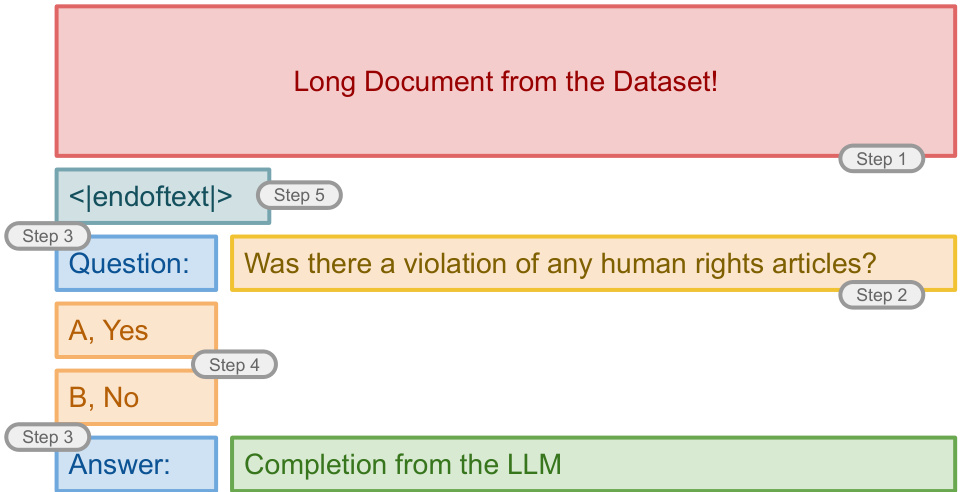 Long Document from the Dataset!
Step 1
<|endoftext|>
Step 5
Step 3
Question:
Was there a violation of any human rights articles?
Step 2
A, Yes
Step 4
B, No
Step 3
Answer:
Completion from the LLM